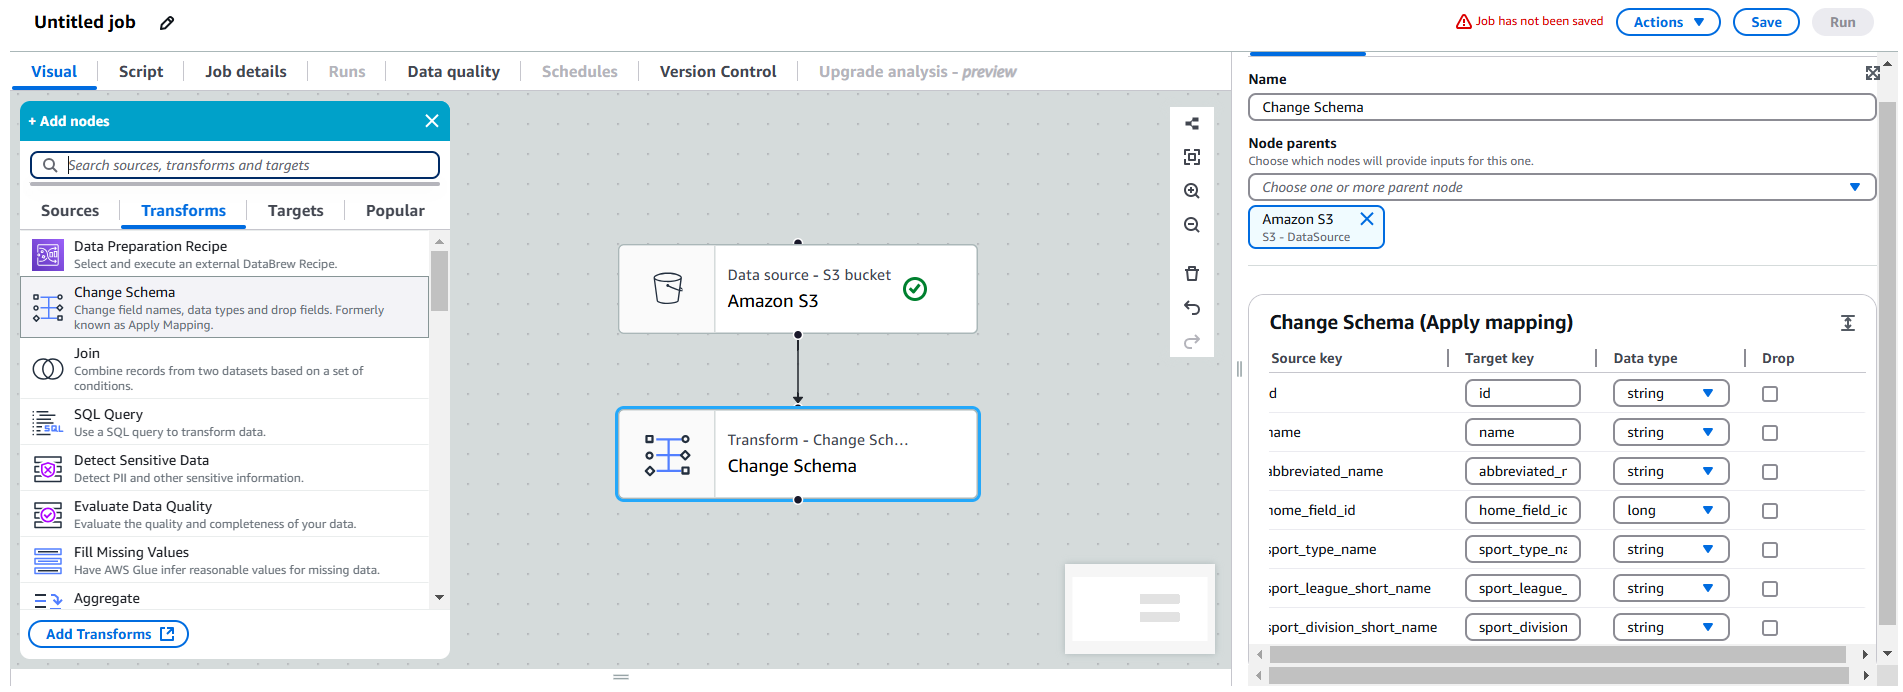 Untitled job
Job has not been saved
Actions
Save
Run
Visual
Script
Job details
Runs
Data quality
Schedules
Version Control
Upgrade analysis - preview
+ Add nodes
Search sources, transforms and targets
Sources
Transforms
Targets
Popular
Data Preparation Recipe
Select and execute an external DataBrew Recipe.
Change Schema
Change field names, data types and drop fields. Formerly
known as Apply Mapping.
Join
Combine records from two datasets based on a set of
conditions.
SQL
SQL Query
Use a SQL query to transform data.
Detect Sensitive Data
Detect PII and other sensitive information.
Evaluate Data Quality
Evaluate the quality and completeness of your data.
Fill Missing Values
Have AWS Glue infer reasonable values for missing data.
Aggregate
Add Transforms
Data source - S3 bucket
Amazon S3
Transform - Change Sch...
Change Schema
Name
Change Schema
Node parents
Choose which nodes will provide inputs for this one.
Choose one or more parent node
Amazon S3
S3 - DataSource
Change Schema (Apply mapping)
Source key Target key Data type Drop
id id string
name name string
abbreviated_name abbreviated_r string
home_field_id home_field_ic long
sport_type_name sport_type_na string
sport_league_short_name sport_league_ string
sport_division_short_name sport_division string